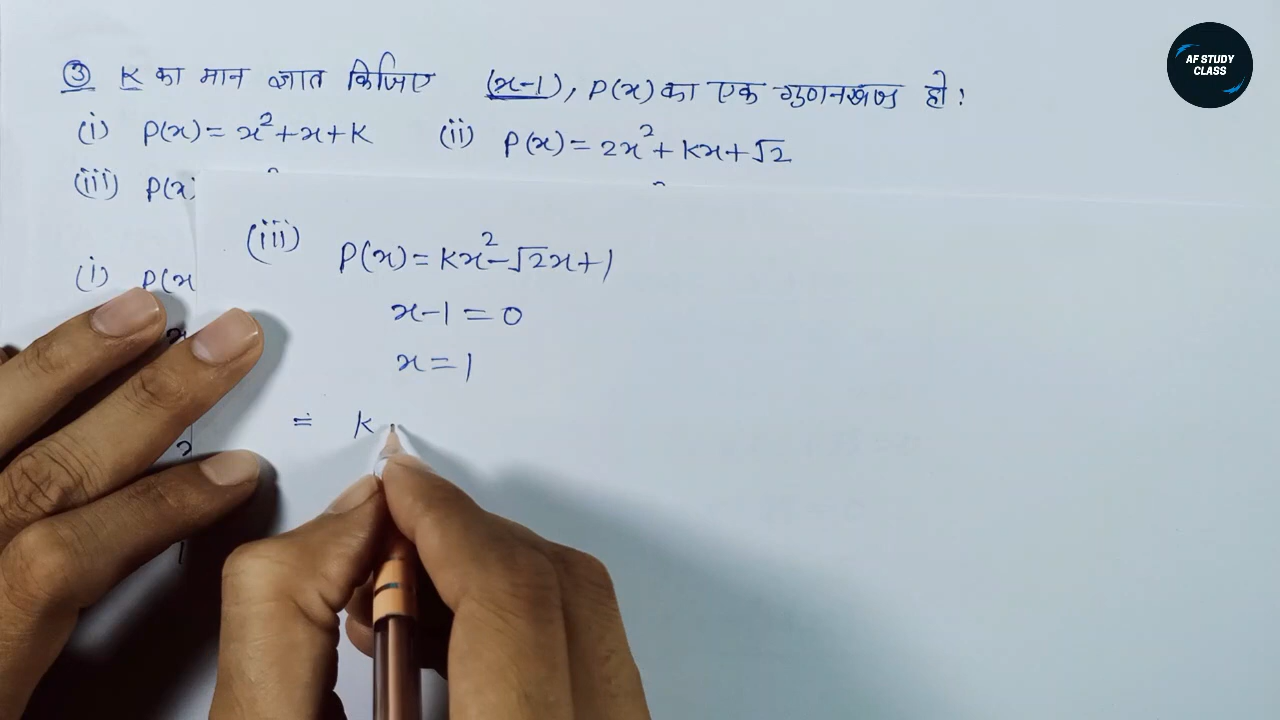 ③ K का मान ज्ञात किजिए (x-1), P(x) का एक गुणनखण्ड हो!
(i) P(x) = x²+x+K (ii) P(x) = 2x²+Kx+√2
(iii) P(x)
(i) P(x
(iii) P(x) = Kx²-√2x+1
x-1 = 0
x = 1
= K
AF STUDY
CLASS